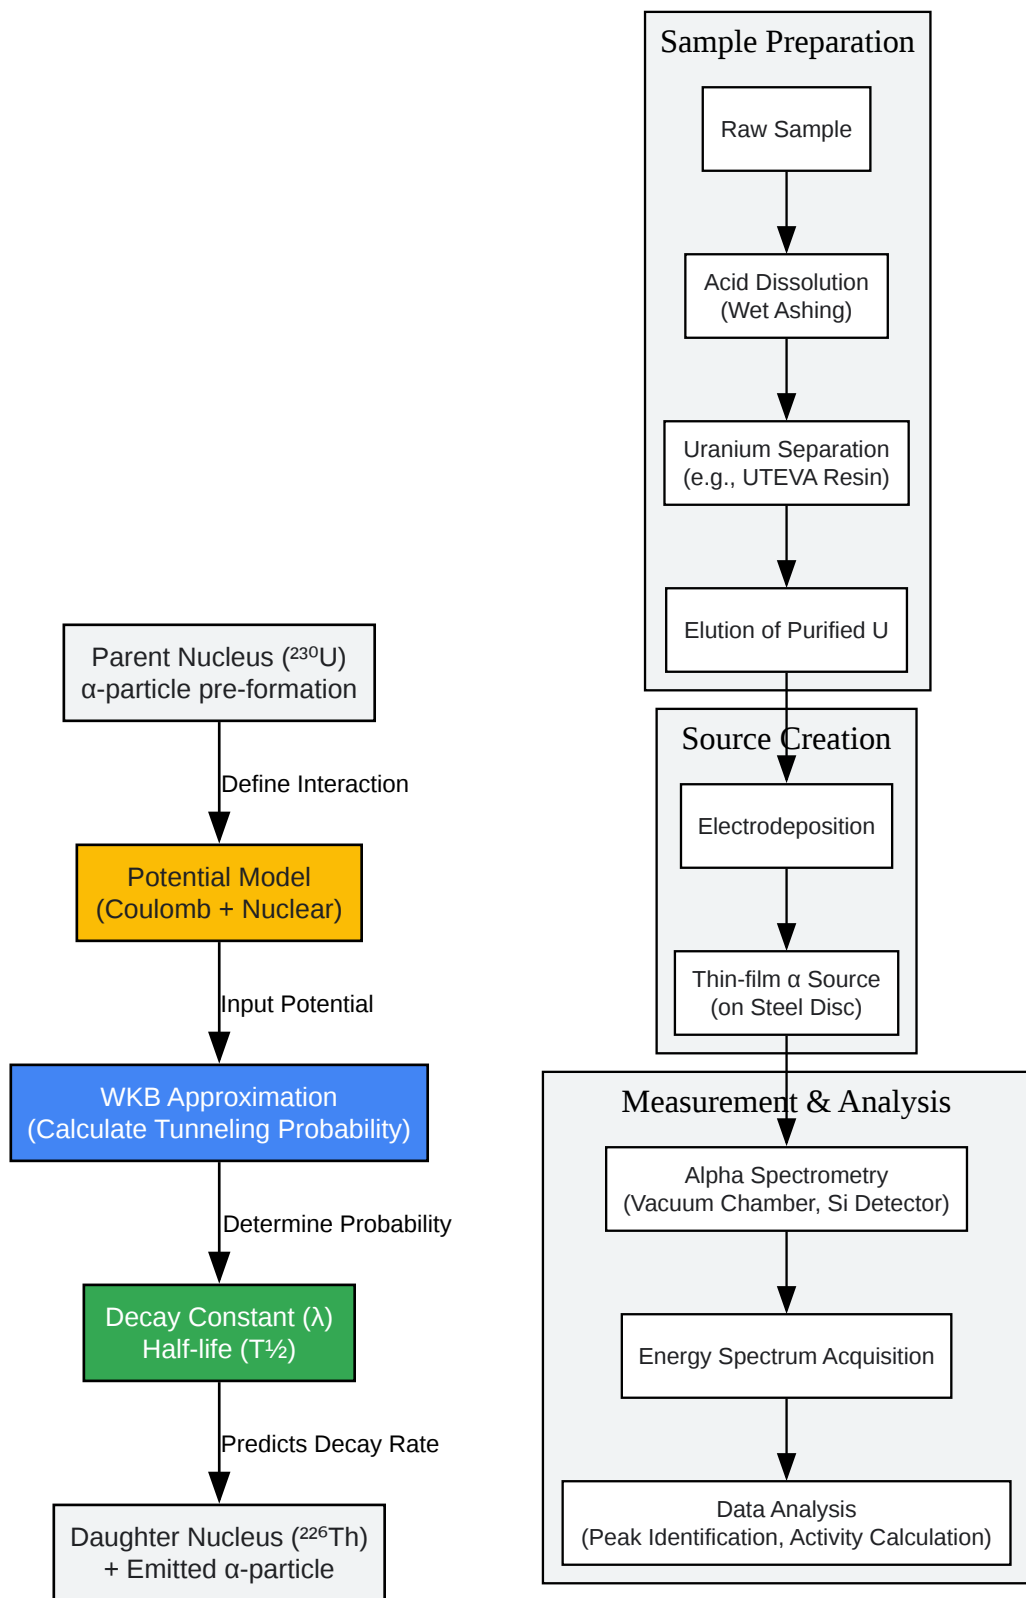 Parent Nucleus (²³⁰U)
α-particle pre-formation
Define Interaction
Potential Model
(Coulomb + Nuclear)
Input Potential
WKB Approximation
(Calculate Tunneling Probability)
Determine Probability
Decay Constant (λ)
Half-life (T½)
Predicts Decay Rate
Daughter Nucleus (²²⁶Th)
+ Emitted α-particle
Sample Preparation
Raw Sample
Acid Dissolution
(Wet Ashing)
Uranium Separation
(e.g., UTEVA Resin)
Elution of Purified U
Source Creation
Electrodeposition
Thin-film α Source
(on Steel Disc)
Measurement & Analysis
Alpha Spectrometry
(Vacuum Chamber, Si Detector)
Energy Spectrum Acquisition
Data Analysis
(Peak Identification, Activity Calculation)